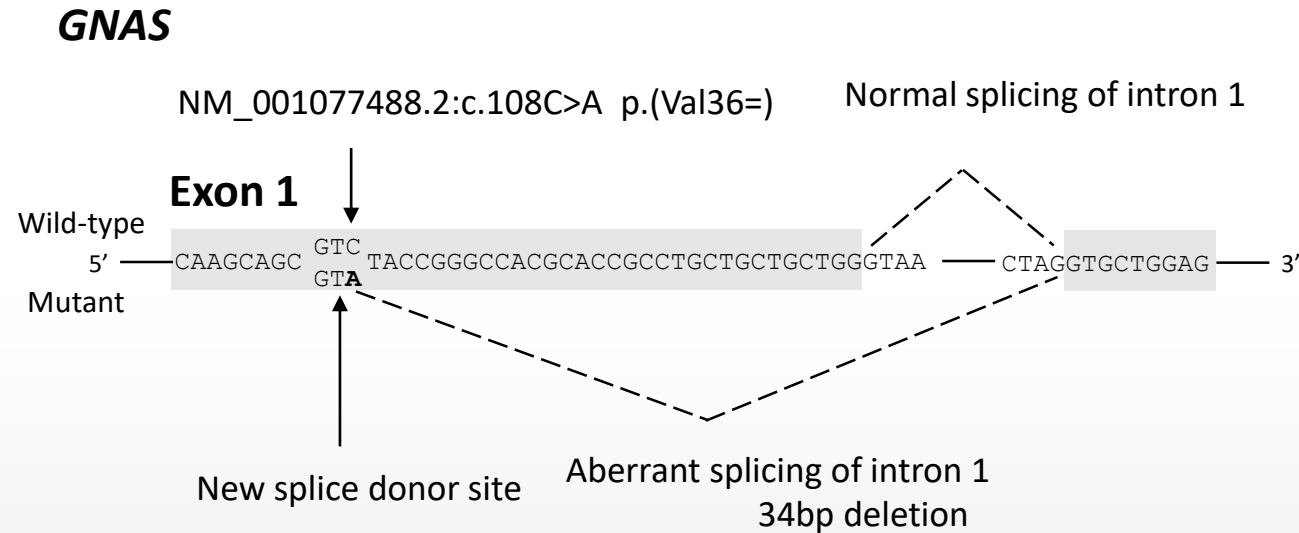 GNAS
NM_001077488.2:c.108C>A p.(Val36=)
Normal splicing of intron 1
Exon 1
Wild-type
5’
Mutant
CAAGCAGC
GTC
GTA
TACCGGGCCACGCACCGCCTGCTGCTGCTGGGTAA
CTAGGTGCTGGAG
3’
New splice donor site
Aberrant splicing of intron 1
34bp deletion